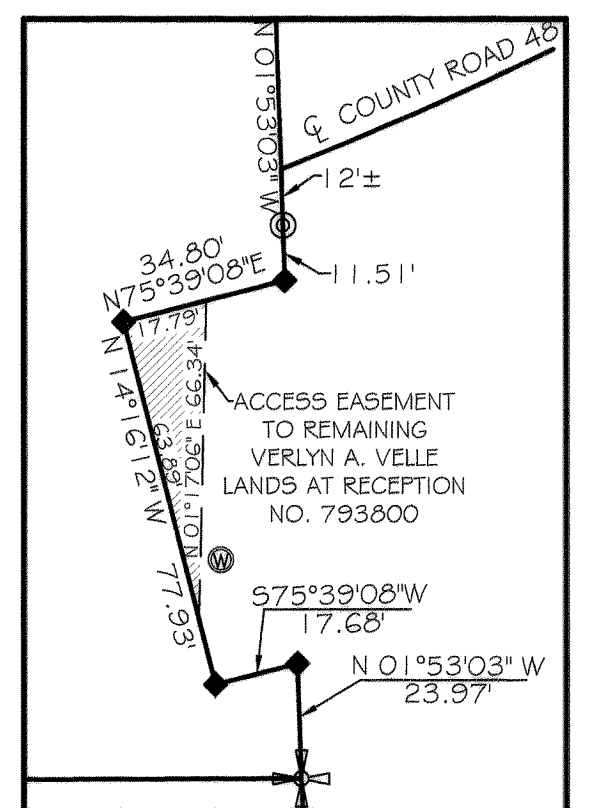 N 01°53'03" W
℄ COUNTY ROAD 48
12'±
34.80'
N75°39'08"E
11.51'
17.79'
N 14°16'12" W
63.89'
77.93'
N 01°17'06" E 66.34'
ACCESS EASEMENT
TO REMAINING
VERLYN A. VELLE
LANDS AT RECEPTION
NO. 793800
W
S75°39'08"W
17.68'
N 01°53'03" W
23.97'